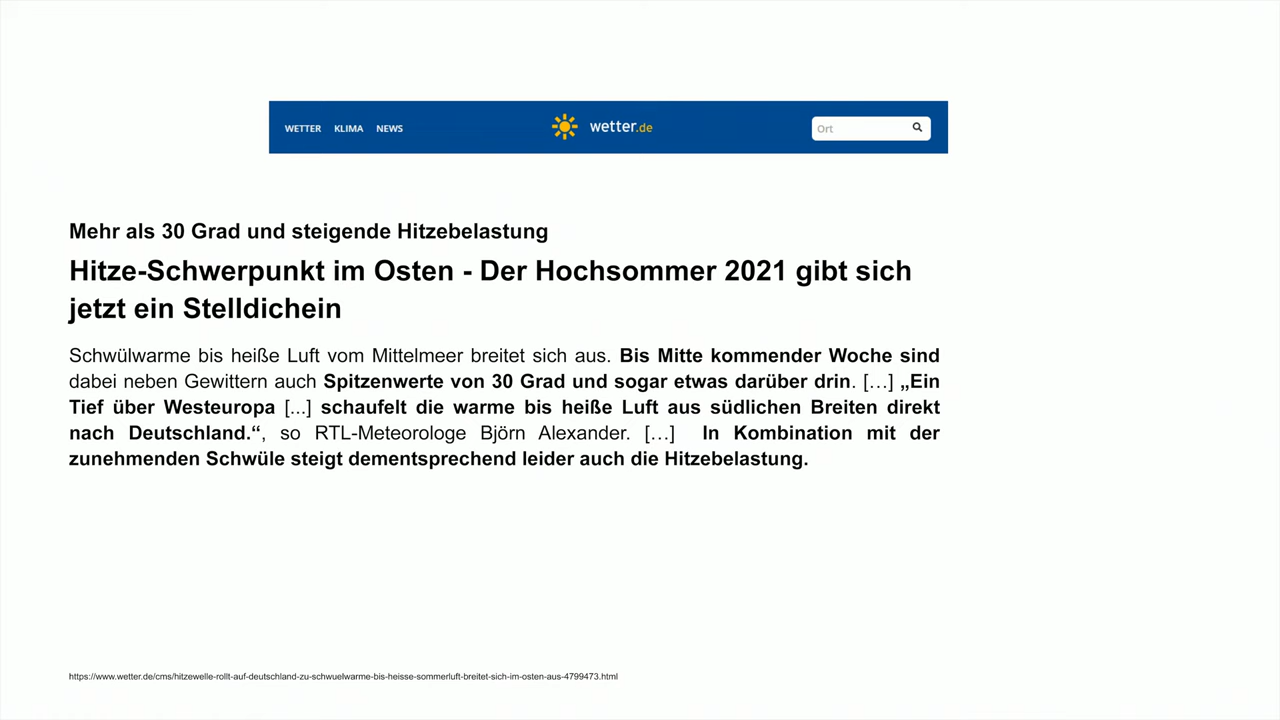 WETTER KLIMA NEWS wetter.de Ort
Mehr als 30 Grad und steigende Hitzebelastung
Hitze-Schwerpunkt im Osten - Der Hochsommer 2021 gibt sich
jetzt ein Stelldichein
Schwülwarme bis heiße Luft vom Mittelmeer breitet sich aus. Bis Mitte kommender Woche sind
dabei neben Gewittern auch Spitzenwerte von 30 Grad und sogar etwas darüber drin. […] „Ein
Tief über Westeuropa [...] schaufelt die warme bis heiße Luft aus südlichen Breiten direkt
nach Deutschland.“, so RTL-Meteorologe Björn Alexander. […] In Kombination mit der
zunehmenden Schwüle steigt dementsprechend leider auch die Hitzebelastung.
https://www.wetter.de/cms/hitzewelle-rollt-auf-deutschland-zu-schwuelwarme-bis-heisse-sommerluft-breitet-sich-im-osten-aus-4799473.html